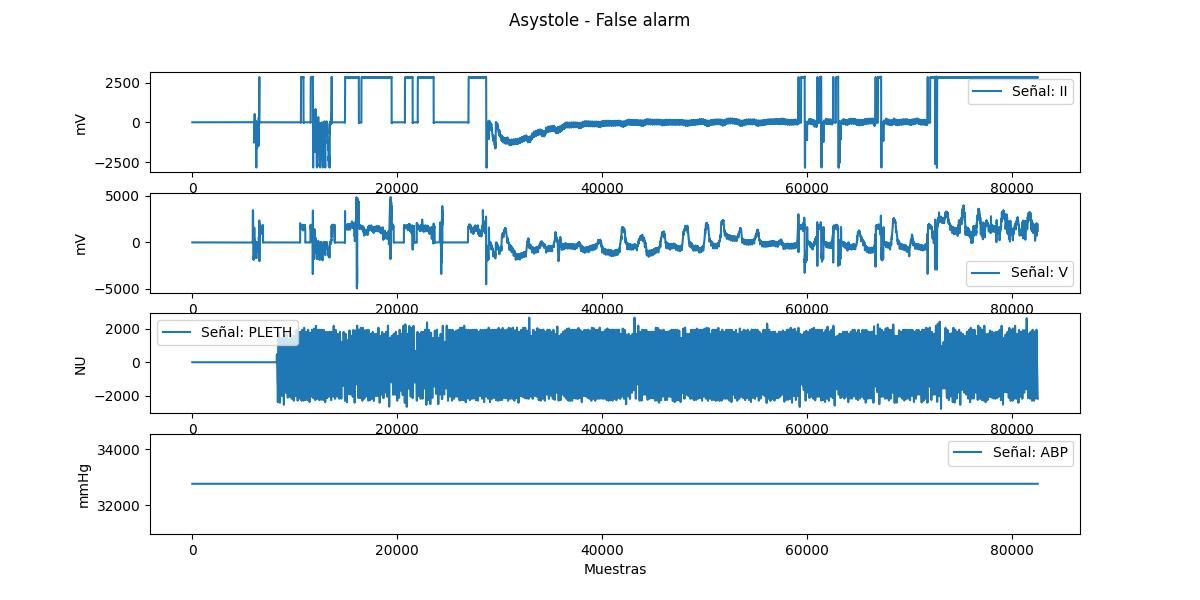 Asystole - False alarm
2500
0
−2500
mV
Señal: II
0 20000 40000 60000 80000
5000
0
−5000
mV
Señal: V
0 20000 40000 60000 80000
2000
0
−2000
NU
Señal: PLETH
0 20000 40000 60000 80000
34000
32000
mmHg
Señal: ABP
0 20000 40000 60000 80000
Muestras